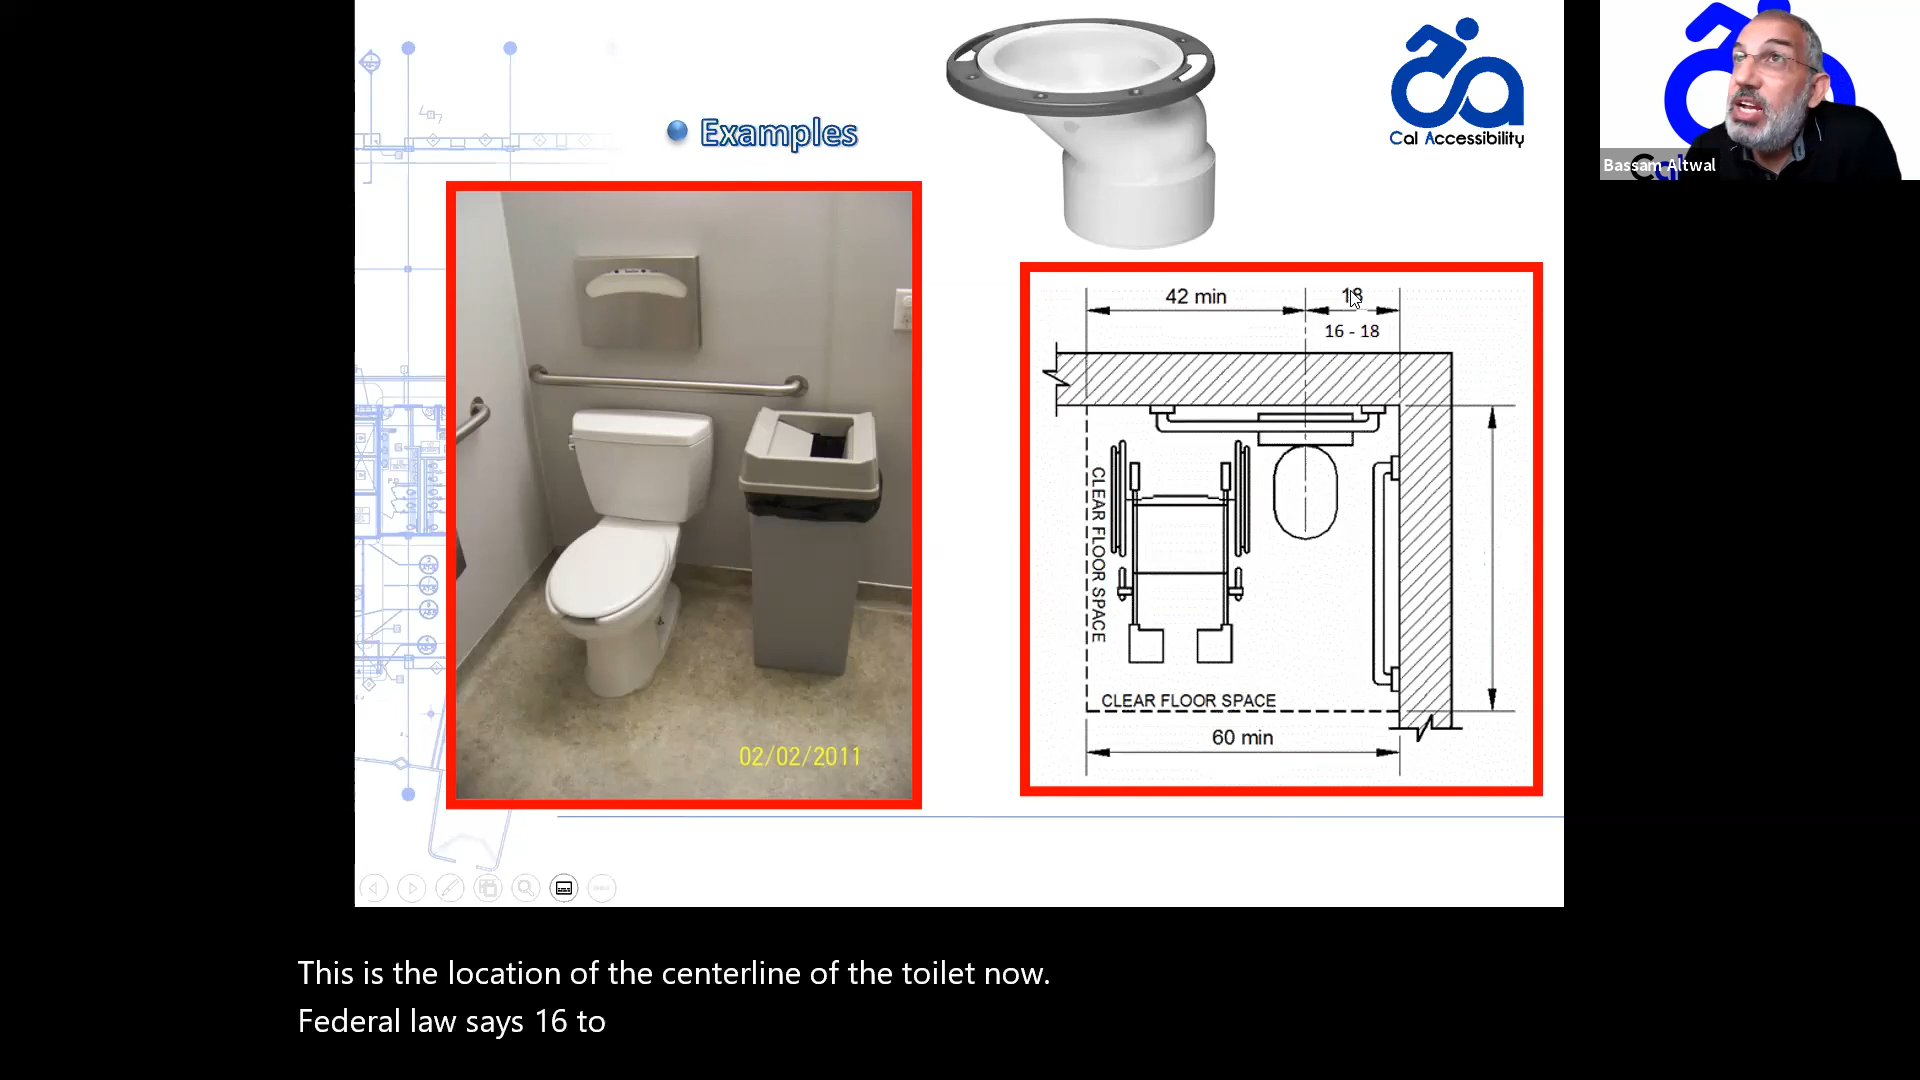 Examples
Cal Accessibility
Bassam Altwal
42 min
18
16 - 18
CLEAR FLOOR SPACE
CLEAR FLOOR SPACE
60 min
02/02/2011
This is the location of the centerline of the toilet now.
Federal law says 16 to